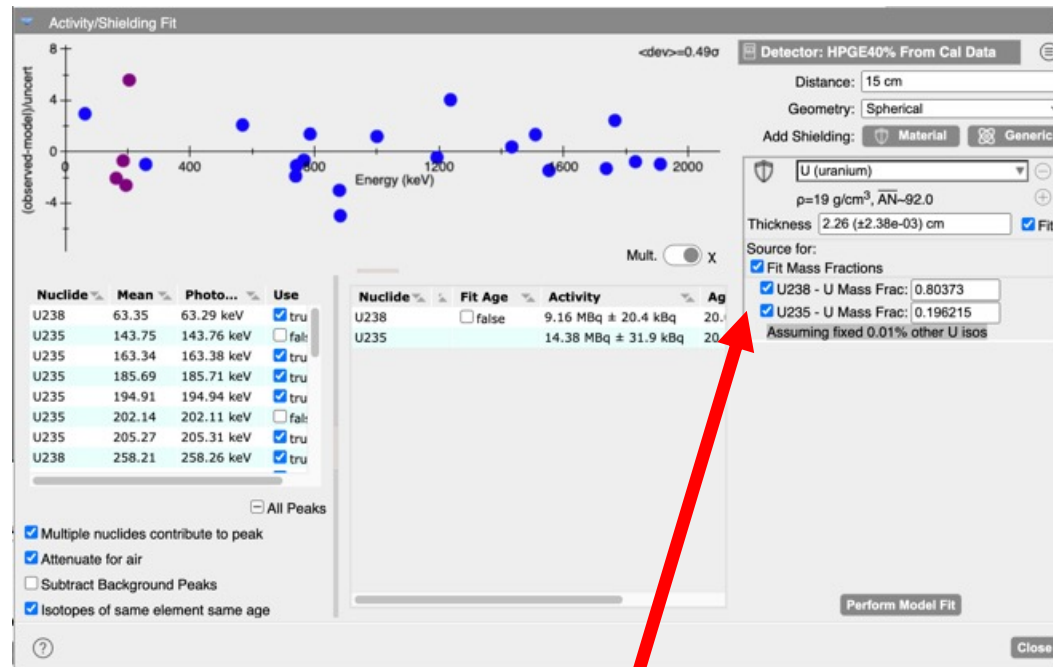 Activity/Shielding Fit
<dev>=0.49σ
8
4
0
-4
(observed-model)/uncert
400
800
1200
1600
2000
Energy (keV)
Mult. χ
Nuclide Mean Photo... Use
U238 63.35 63.29 keV tru
U235 143.75 143.76 keV fals
U235 163.34 163.38 keV tru
U235 185.69 185.71 keV tru
U235 194.91 194.94 keV tru
U235 202.14 202.11 keV fals
U235 205.27 205.31 keV tru
U238 258.21 258.26 keV tru
All Peaks
Multiple nuclides contribute to peak
Attenuate for air
Subtract Background Peaks
Isotopes of same element same age
Nuclide Fit Age Activity Ag
U238 false 9.16 MBq ± 20.4 kBq 20.
U235 14.38 MBq ± 31.9 kBq 20.
Detector: HPGE40% From Cal Data
Distance: 15 cm
Geometry: Spherical
Add Shielding: Material Generic
U (uranium)
ρ=19 g/cm³, A̅N̅~92.0
Thickness 2.26 (±2.38e-03) cm Fit
Source for:
Fit Mass Fractions
U238 - U Mass Frac: 0.80373
U235 - U Mass Frac: 0.196215
Assuming fixed 0.01% other U isos
Perform Model Fit
?
Close